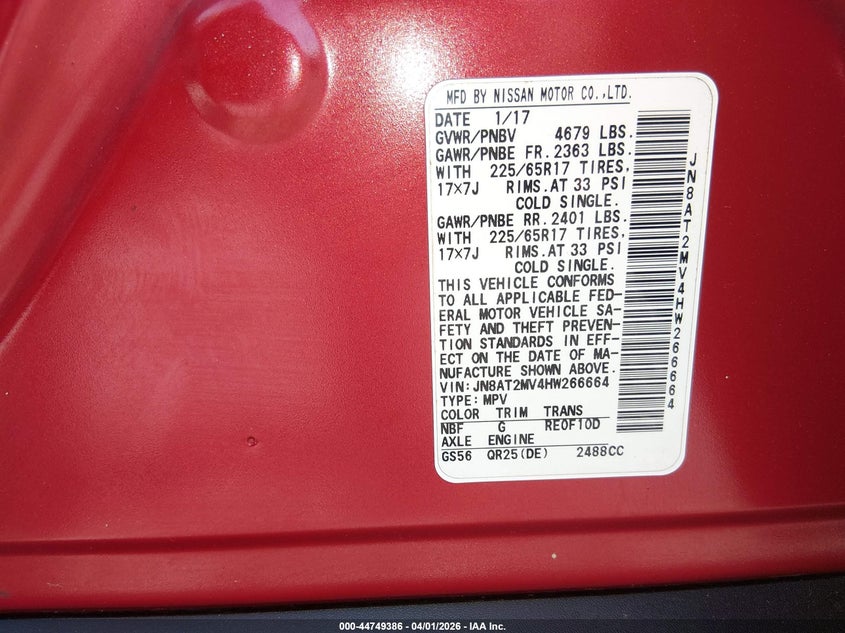 MFD BY NISSAN MOTOR CO.,LTD.
DATE 1/17
GVWR/PNBV 4679 LBS.
GAWR/PNBE FR.2363 LBS.
WITH 225/65R17 TIRES,
17X7J RIMS.AT 33 PSI
COLD SINGLE.
GAWR/PNBE RR.2401 LBS.
WITH 225/65R17 TIRES,
17X7J RIMS.AT 33 PSI
COLD SINGLE.
THIS VEHICLE CONFORMS
TO ALL APPLICABLE FED-
ERAL MOTOR VEHICLE SA-
FETY AND THEFT PREVEN-
TION STANDARDS IN EFF-
ECT ON THE DATE OF MA-
NUFACTURE SHOWN ABOVE.
VIN:JN8AT2MV4HW266664
TYPE:MPV
COLOR TRIM TRANS
NBF G RE0F10D
AXLE ENGINE
GS56 QR25(DE) 2488CC
JN8AT2MV4HW266664
000-44749386 - 04/01/2026 - IAA Inc.